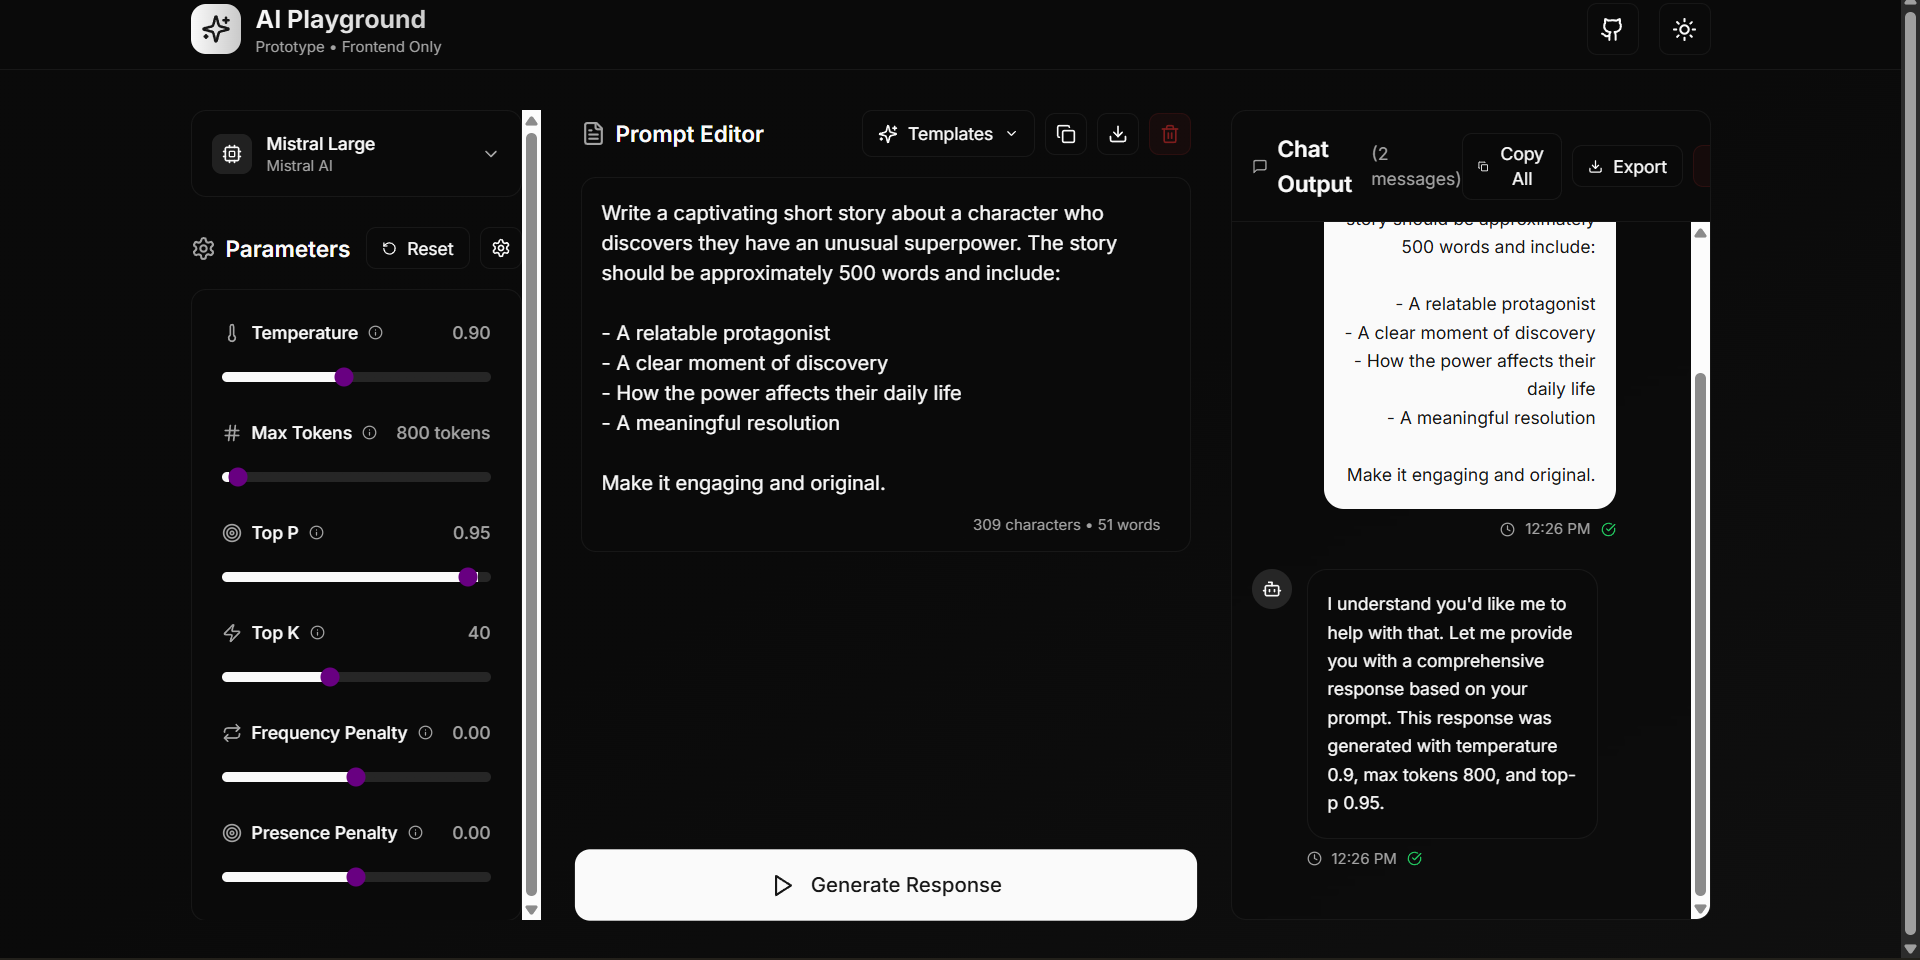 AI Playground
Prototype • Frontend Only
Mistral Large
Mistral AI
Parameters
Reset
Temperature
0.90
Max Tokens
800 tokens
Top P
0.95
Top K
40
Frequency Penalty
0.00
Presence Penalty
0.00
Prompt Editor
Templates
Write a captivating short story about a character who
discovers they have an unusual superpower. The story
should be approximately 500 words and include:
- A relatable protagonist
- A clear moment of discovery
- How the power affects their daily life
- A meaningful resolution
Make it engaging and original.
309 characters • 51 words
Generate Response
Chat
Output
(2
messages)
Copy
All
Export
story should be approximately
500 words and include:
- A relatable protagonist
- A clear moment of discovery
- How the power affects their
daily life
- A meaningful resolution
Make it engaging and original.
12:26 PM
I understand you'd like me to
help with that. Let me provide
you with a comprehensive
response based on your
prompt. This response was
generated with temperature
0.9, max tokens 800, and top-
p 0.95.
12:26 PM